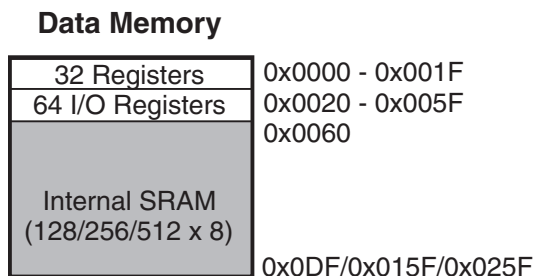 Data Memory
32 Registers 0x0000 - 0x001F
64 I/O Registers 0x0020 - 0x005F
0x0060
Internal SRAM
(128/256/512 x 8)
0x0DF/0x015F/0x025F